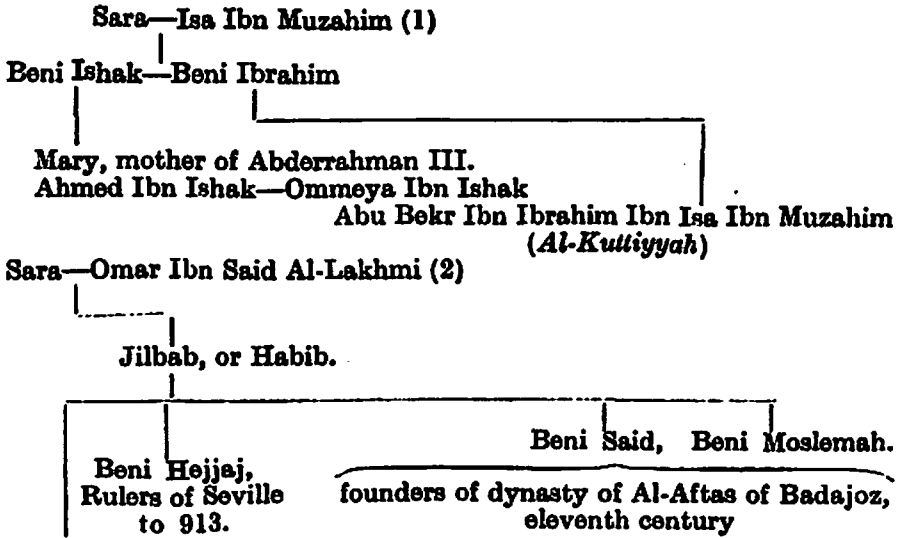 Sara—Isa Ibn Muzahim (1)
Beni Ishak—Beni Ibrahim
Mary, mother of Abderrahman III.
Ahmed Ibn Ishak—Ommeya Ibn Ishak
Abu Bekr Ibn Ibrahim Ibn Isa Ibn Muzahim
(Al-Kuttiyyah)
Sara—Omar Ibn Said Al-Lakhmi (2)
Jilbab, or Habib.
Beni Said, Beni Moslemah.
Beni Hejjaj,
Rulers of Seville
to 913.
founders of dynasty of Al-Aftas of Badajoz,
eleventh century